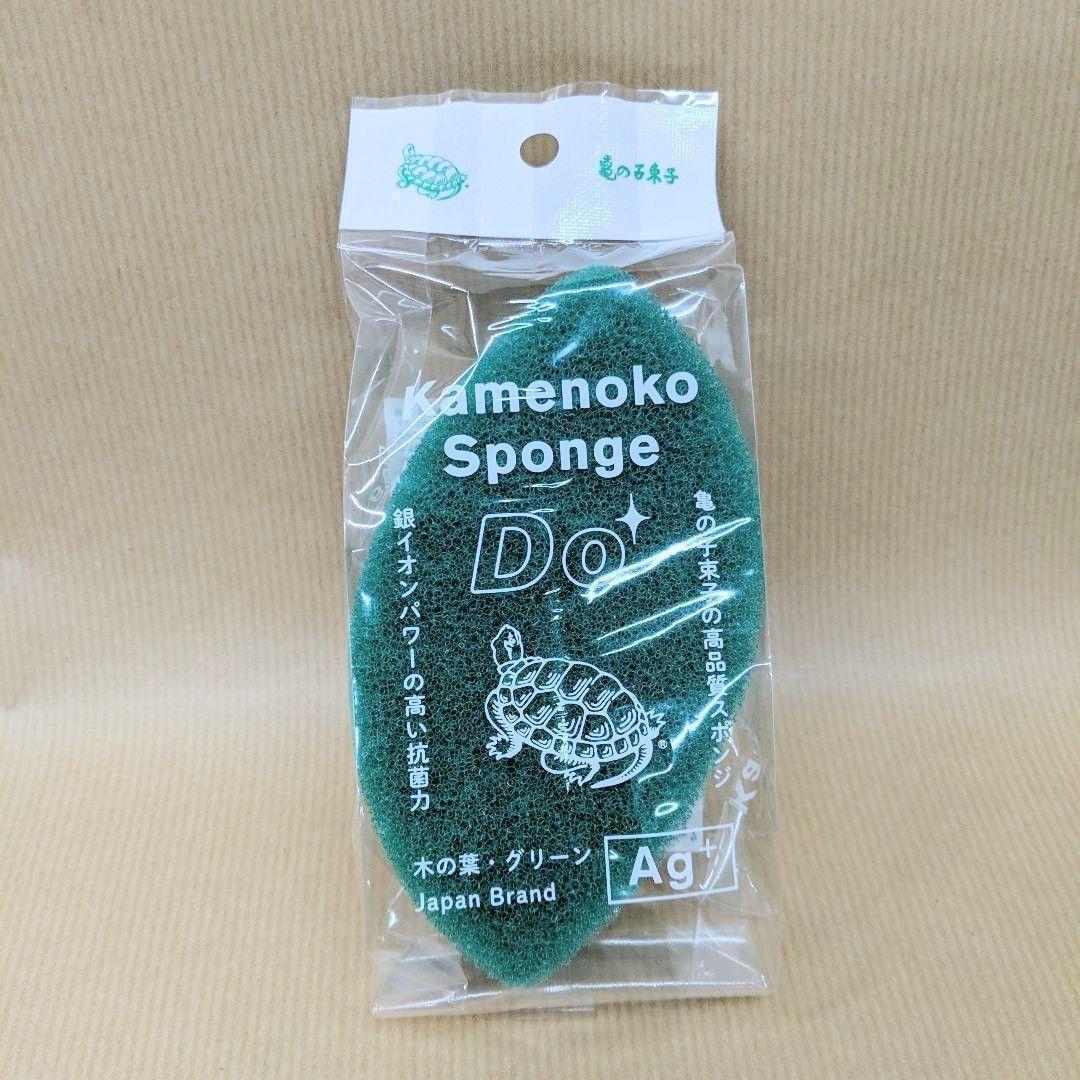 亀の子束子
Kamenoko
Sponge
Do
亀の子束子の高品質スポンジ
銀イオンパワーの高い抗菌力
木の葉・グリーン
Japan Brand
Ag+